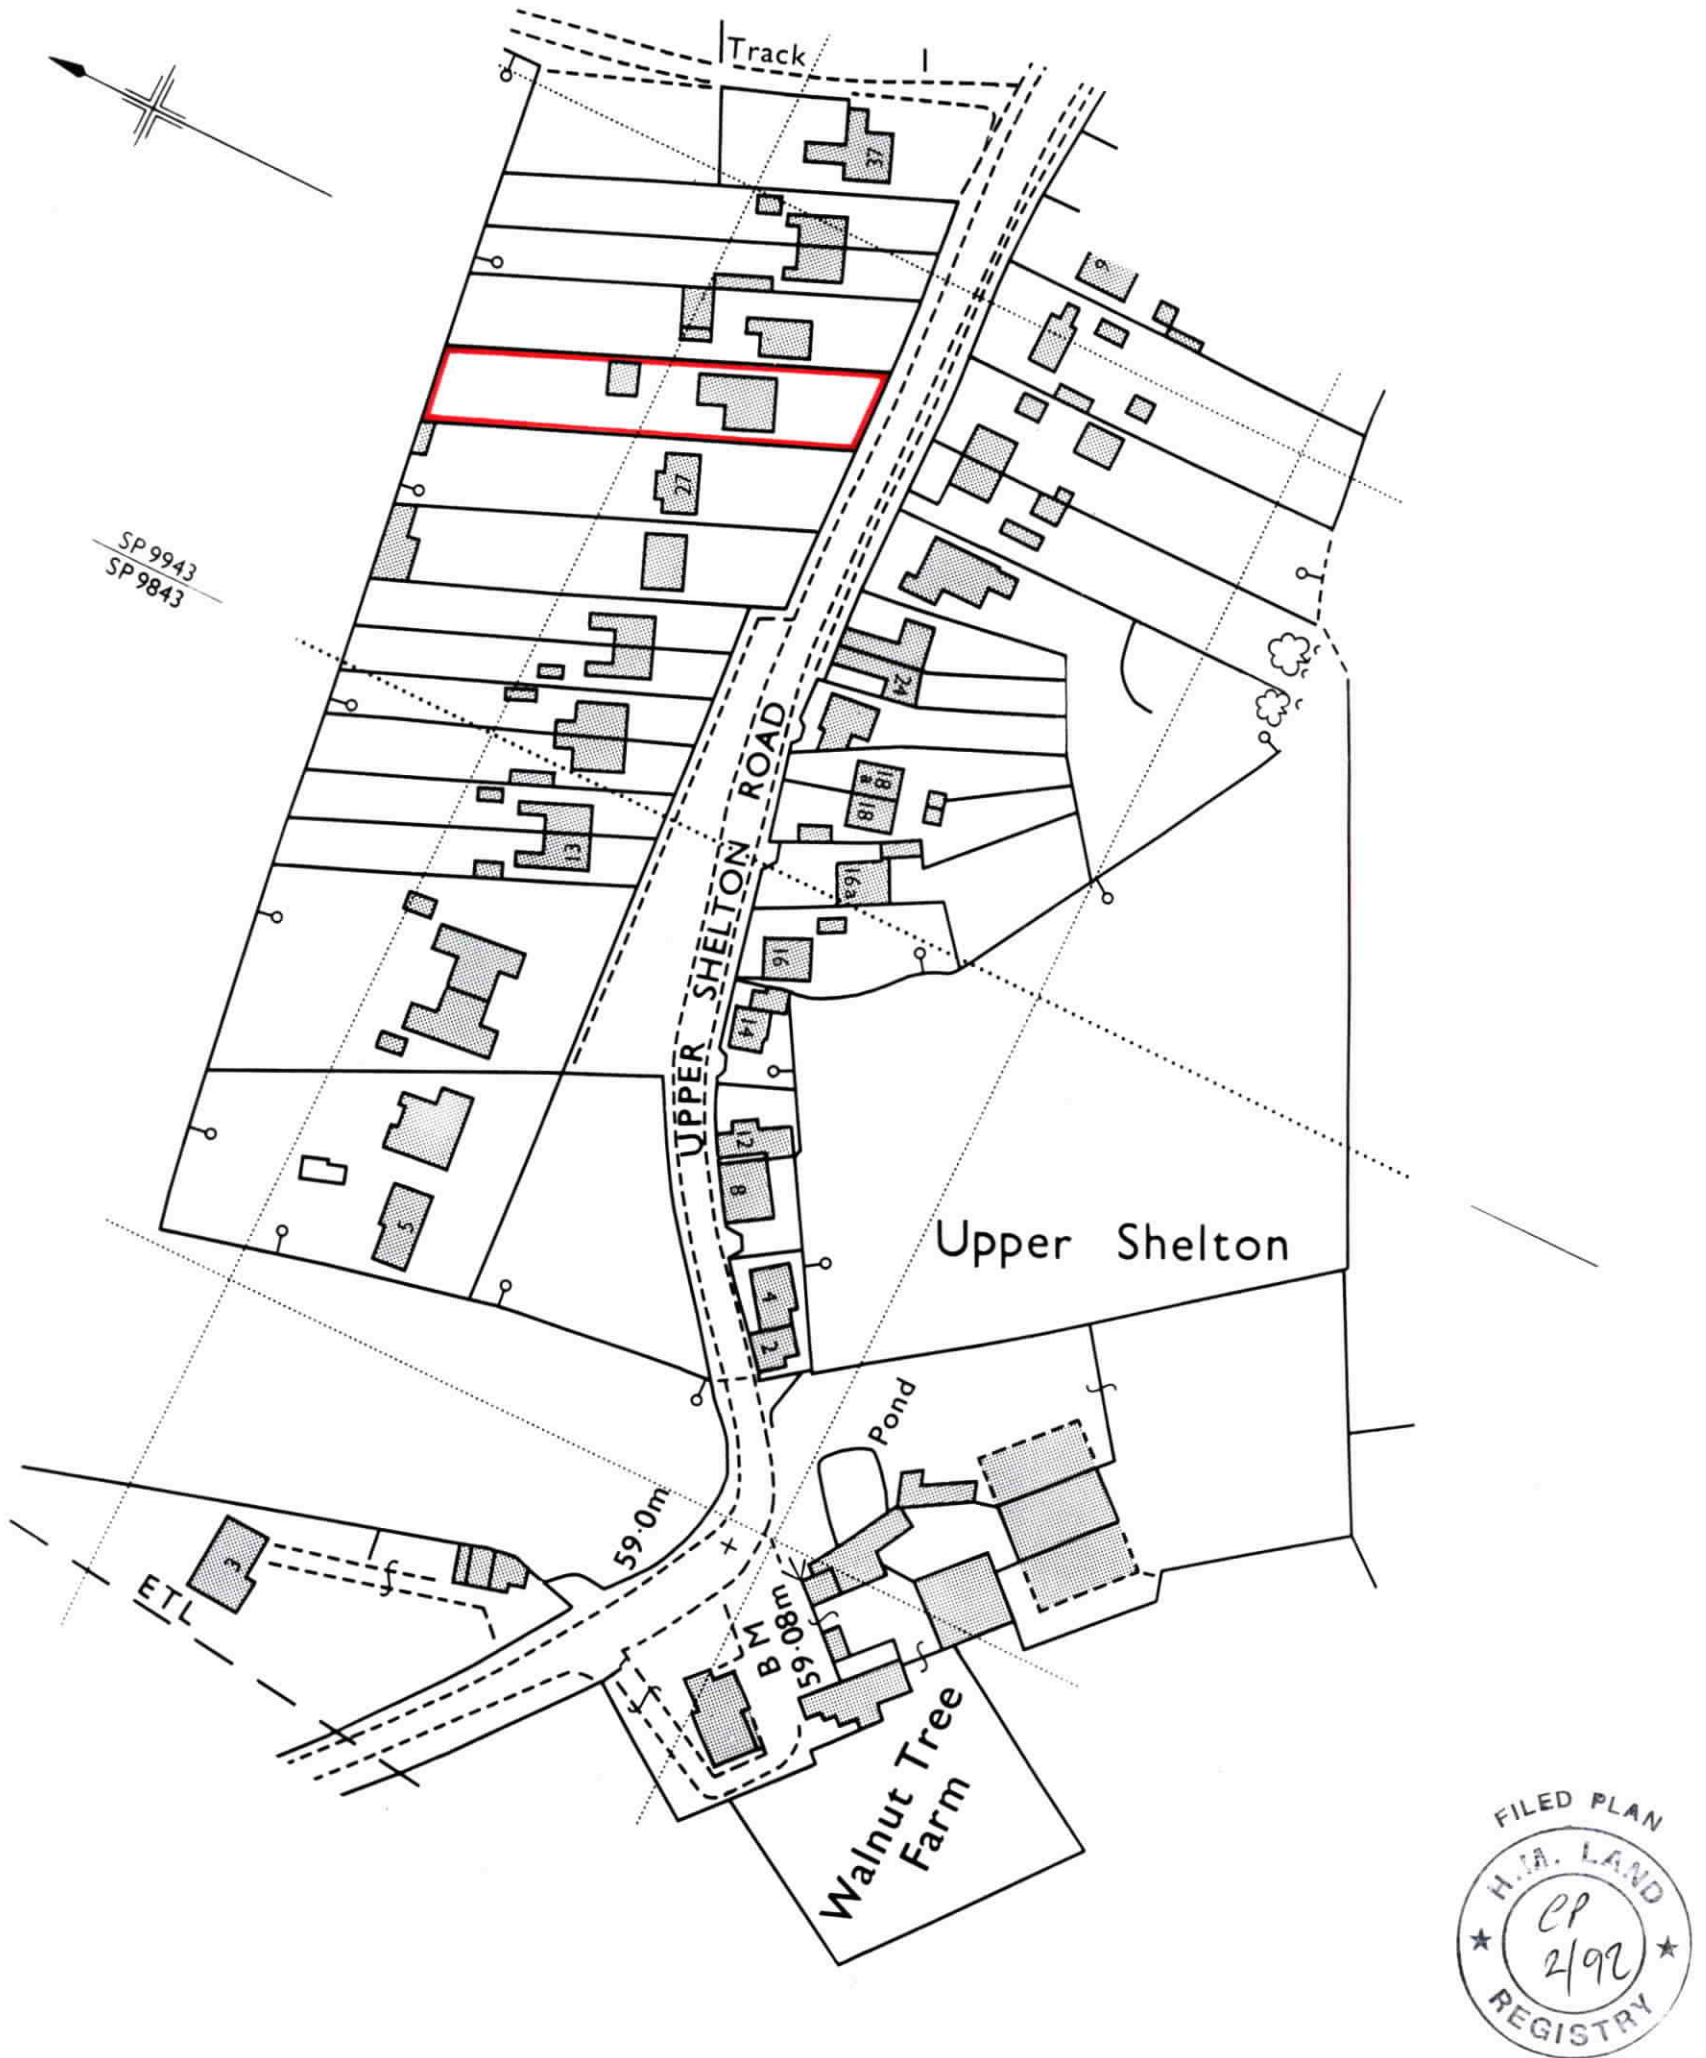 Track
37
9
27
SP 9943
SP 9843
24
UPPER SHELTON ROAD
18
a
18
13
16a
16
14
12
8
5
Upper Shelton
4
2
Pond
59·0m
3
ETL
B M
59·08m
Walnut Tree
Farm
FILED PLAN
H.M. LAND
CP
2/92
REGISTRY